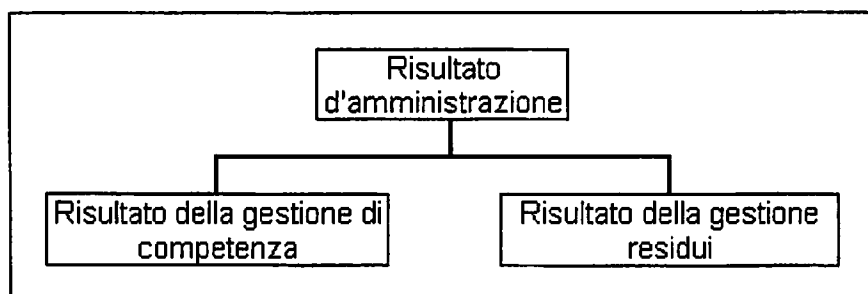 Risultato
d'amministrazione
Risultato della gestione di
competenza
Risultato della gestione
residui